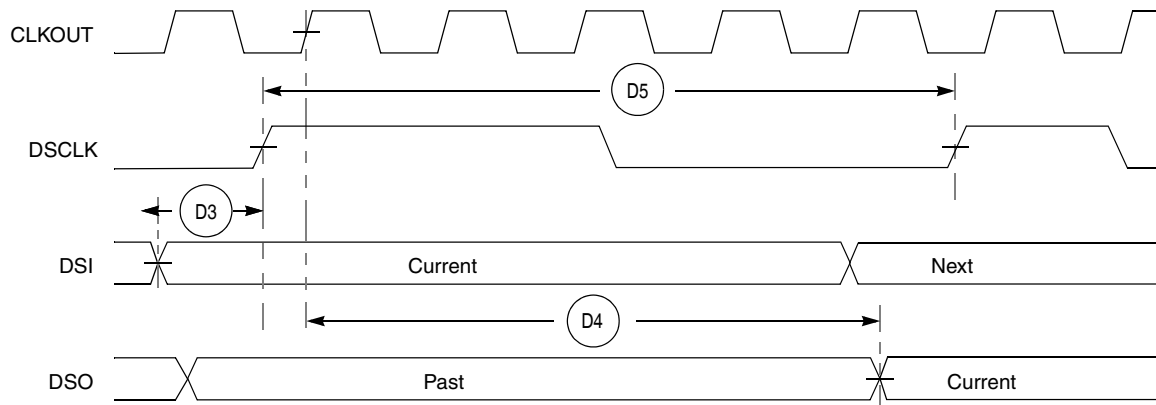 CLKOUT
D5
DSCLK
D3
DSI
Current
Next
D4
DSO
Past
Current